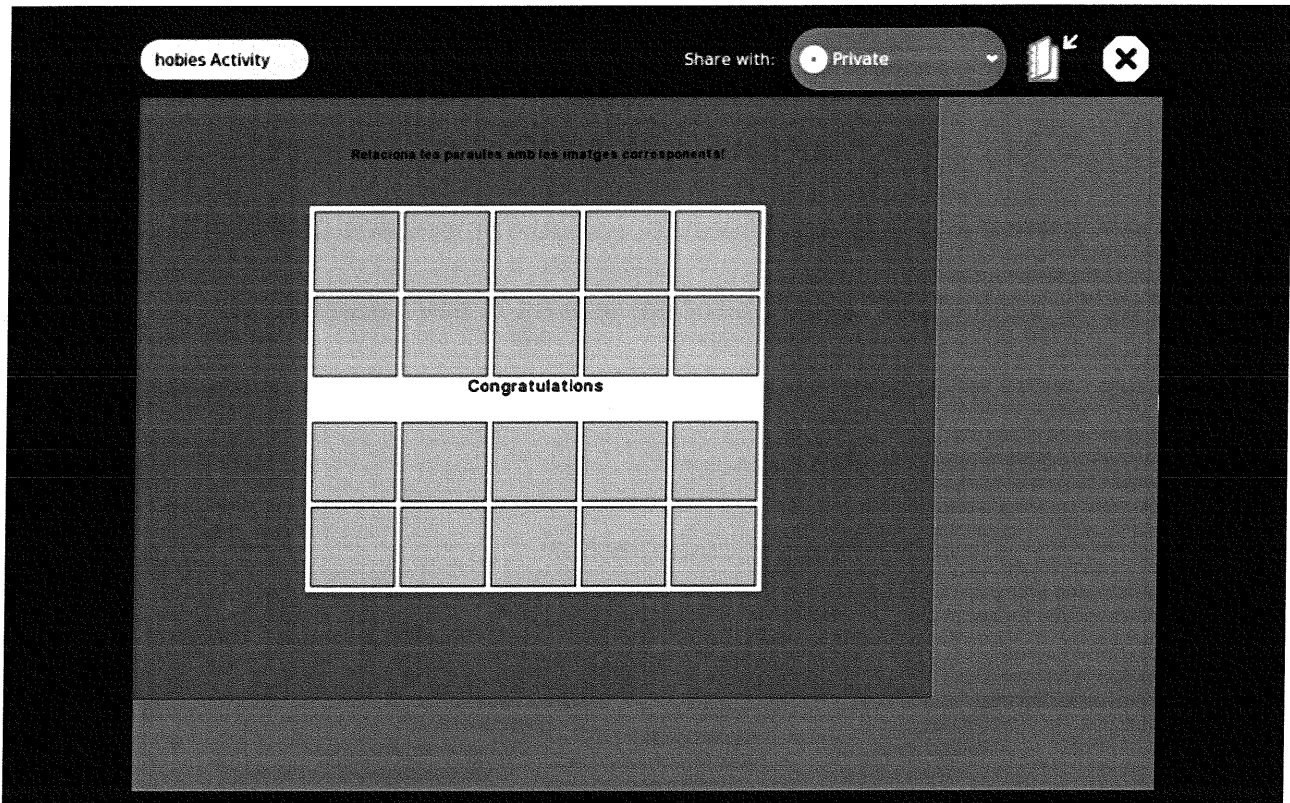 hobies Activity
Share with: Private
Relaciona les paraules amb les imatges corresponents!
Congratulations